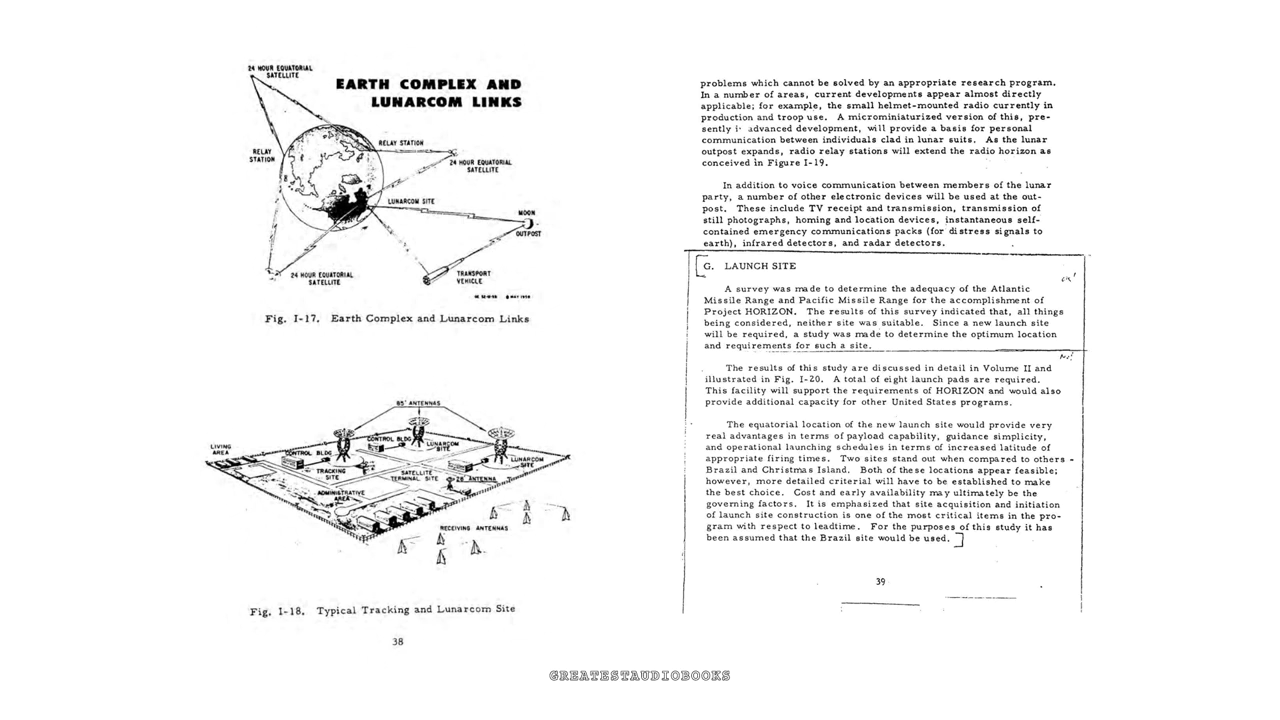 24 HOUR EQUATORIAL
SATELLITE
EARTH COMPLEX AND
LUNARCOM LINKS
RELAY STATION
RELAY
STATION
24 HOUR EQUATORIAL
SATELLITE
LUNARCOM SITE
MOON
OUTPOST
24 HOUR EQUATORIAL
SATELLITE
TRANSPORT
VEHICLE
Fig. I-17. Earth Complex and Lunarcom Links
85' ANTENNAS
LIVING
AREA
CONTROL BLDG
CONTROL BLDG
LUNARCOM
SITE
LUNARCOM
SITE
TRACKING
SITE
SATELLITE
TERMINAL SITE
28' ANTENNA
ADMINISTRATIVE
AREA
RECEIVING ANTENNAS
Fig. I-18. Typical Tracking and Lunarcom Site
38
problems which cannot be solved by an appropriate research program.
In a number of areas, current developments appear almost directly
applicable; for example, the small helmet-mounted radio currently in
production and troop use. A microminiaturized version of this, pre-
sently advanced development, will provide a basis for personal
communication between individuals clad in lunar suits. As the lunar
outpost expands, radio relay stations will extend the radio horizon as
conceived in Figure I-19.
In addition to voice communication between members of the lunar
party, a number of other electronic devices will be used at the out-
post. These include TV receipt and transmission, transmission of
still photographs, homing and location devices, instantaneous self-
contained emergency communications packs (for distress signals to
earth), infrared detectors, and radar detectors.
G. LAUNCH SITE
A survey was made to determine the adequacy of the Atlantic
Missile Range and Pacific Missile Range for the accomplishment of
Project HORIZON. The results of this survey indicated that, all things
being considered, neither site was suitable. Since a new launch site
will be required, a study was made to determine the optimum location
and requirements for such a site.
The results of this study are discussed in detail in Volume II and
illustrated in Fig. I-20. A total of eight launch pads are required.
This facility will support the requirements of HORIZON and would also
provide additional capacity for other United States programs.
The equatorial location of the new launch site would provide very
real advantages in terms of payload capability, guidance simplicity,
and operational launching schedules in terms of increased latitude of
appropriate firing times. Two sites stand out when compared to others -
Brazil and Christmas Island. Both of these locations appear feasible;
however, more detailed criterial will have to be established to make
the best choice. Cost and early availability may ultimately be the
governing factors. It is emphasized that site acquisition and initiation
of launch site construction is one of the most critical items in the pro-
gram with respect to leadtime. For the purposes of this study it has
been assumed that the Brazil site would be used.
39
GREATESTAUDIOBOOKS